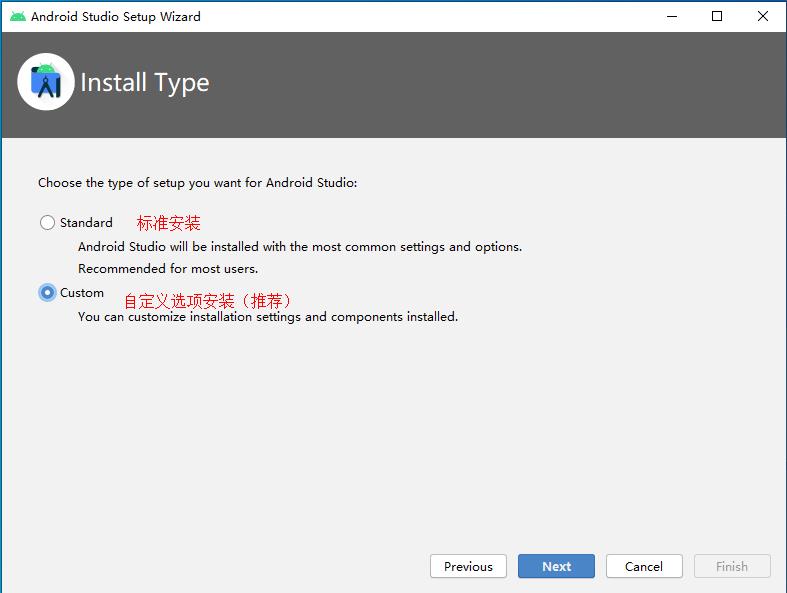 Android Studio Setup Wizard
Install Type
Choose the type of setup you want for Android Studio:
Standard 标准安装
Android Studio will be installed with the most common settings and options.
Recommended for most users.
Custom 自定义选项安装（推荐）
You can customize installation settings and components installed.
Previous Next Cancel Finish